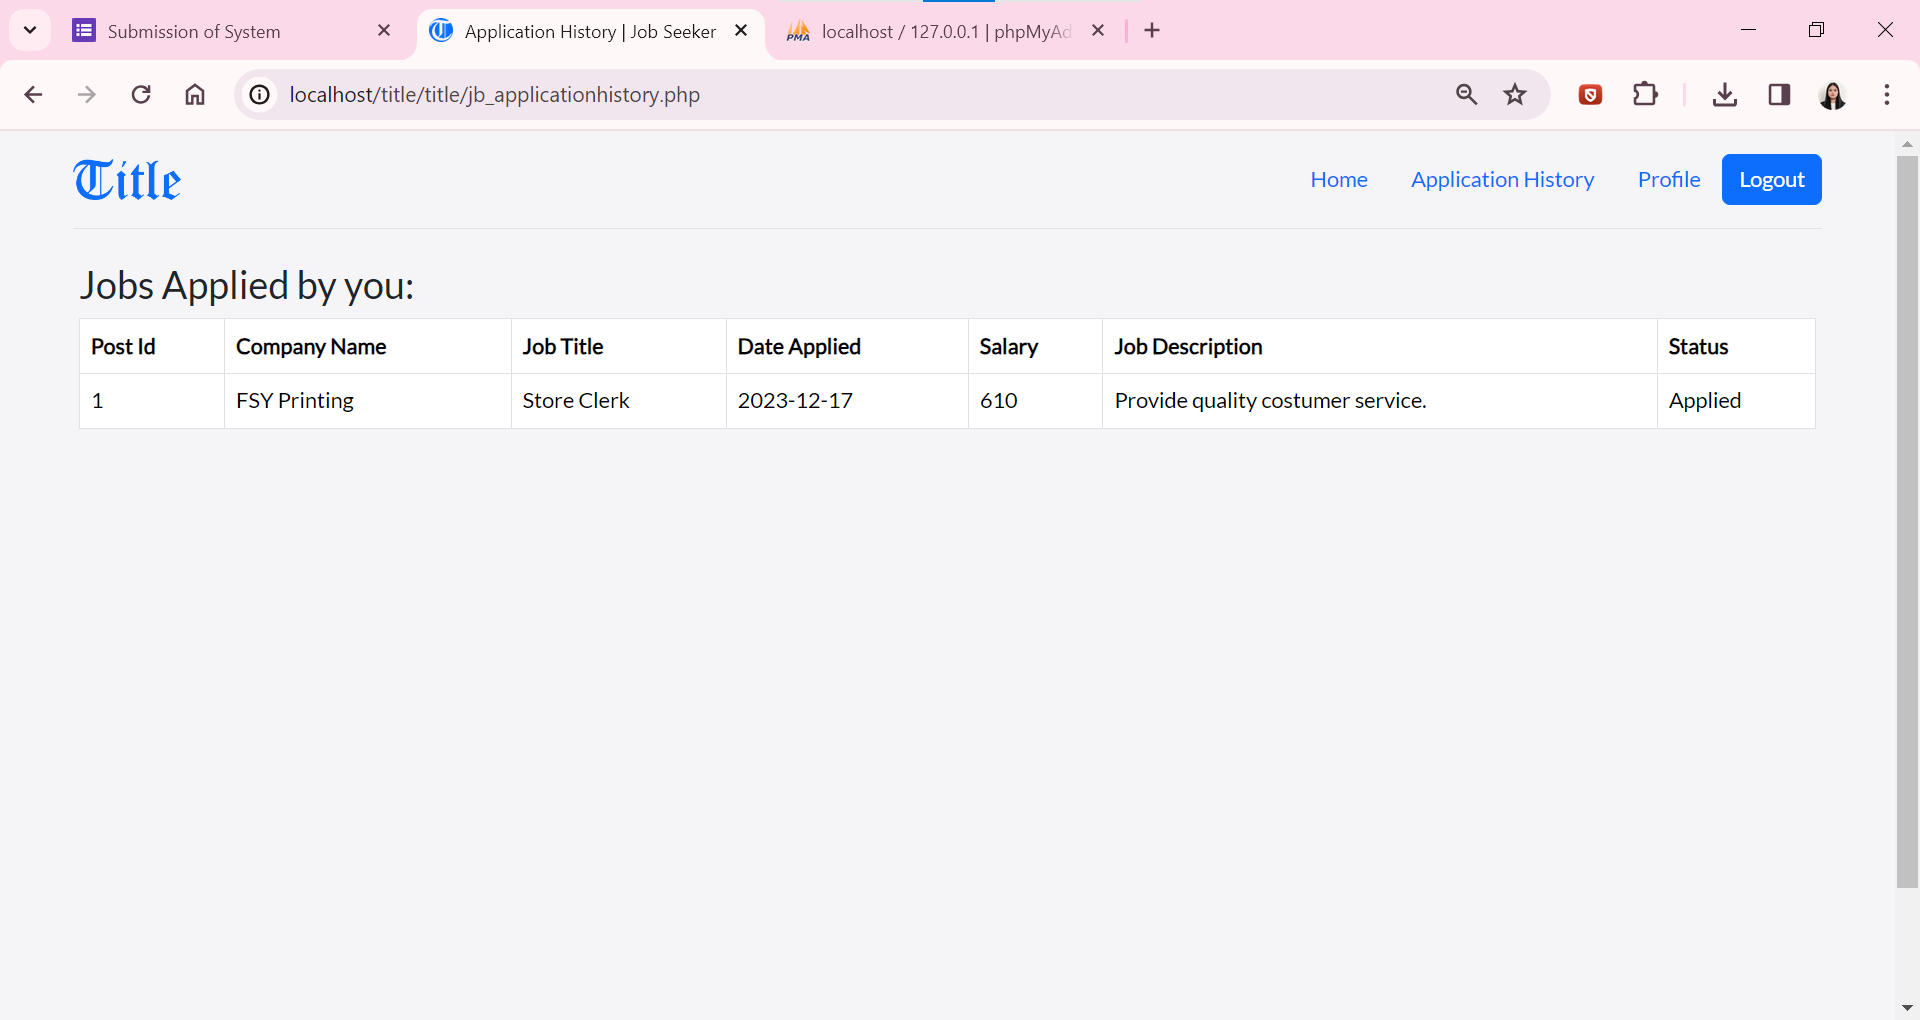 Submission of System
Application History | Job Seeker
PMA
localhost / 127.0.0.1 | phpMyAd
localhost/title/title/jb_applicationhistory.php
Title
Home
Application History
Profile
Logout
Jobs Applied by you:
Post Id Company Name Job Title Date Applied Salary Job Description Status
1 FSY Printing Store Clerk 2023-12-17 610 Provide quality costumer service. Applied